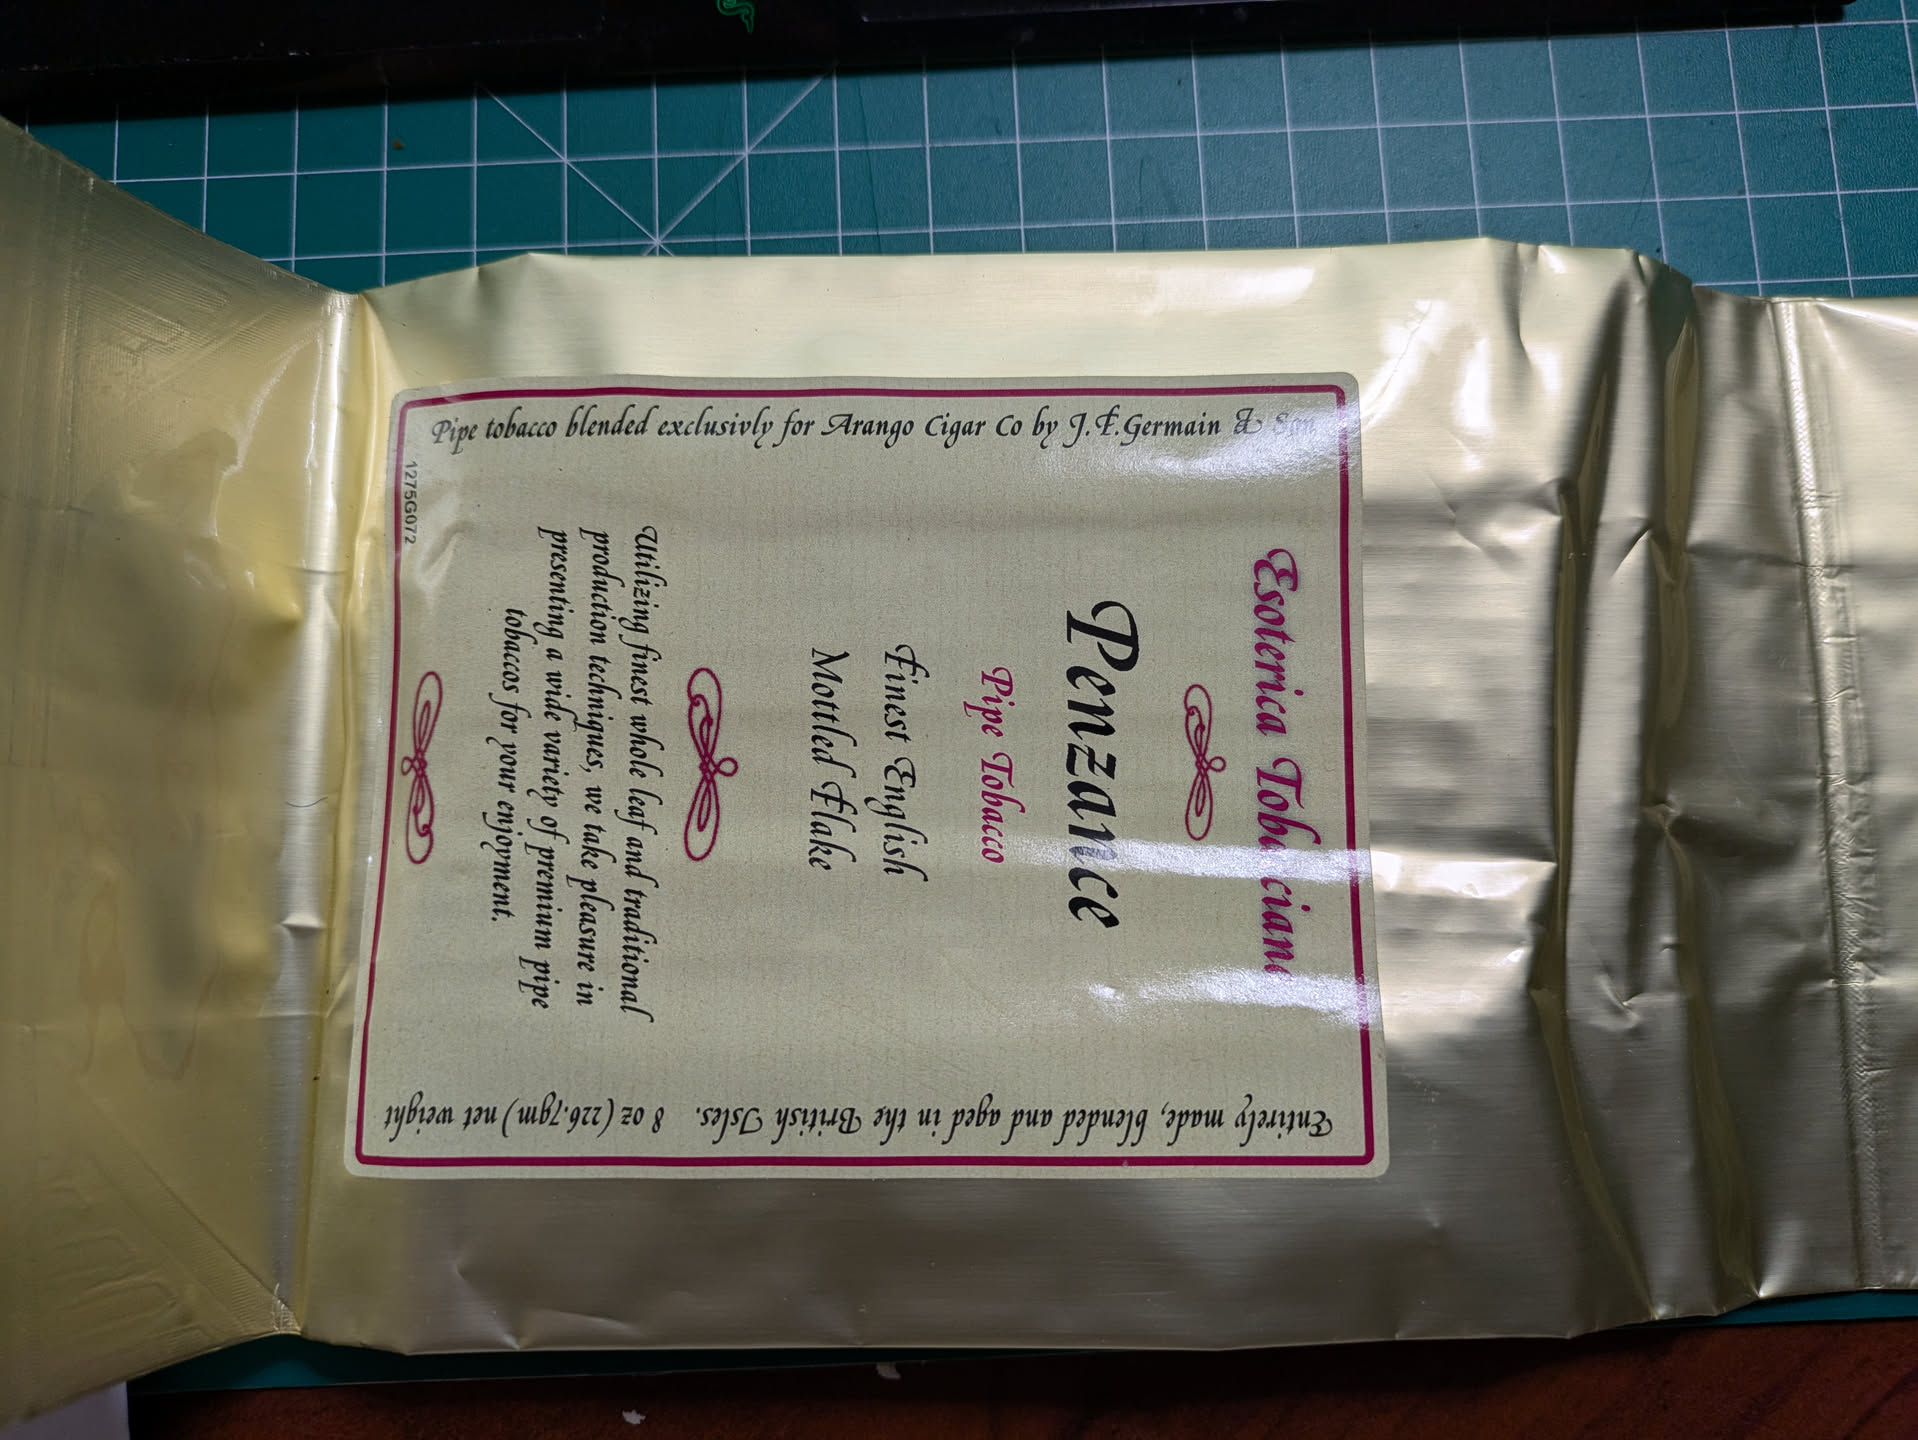 Pipe tobacco blended exclusivly for Arango Cigar Co by J.F.Germain & Son
Esoterica Tobacciana
Penzance
Pipe Tobacco
Finest English
Mottled Flake
Utilizing finest whole leaf and traditional
production techniques, we take pleasure in
presenting a wide variety of premium pipe
tobaccos for your enjoyment.
Entirely made, blended and aged in the British Isles. 8 oz (226.7gm) net weight
1275G072